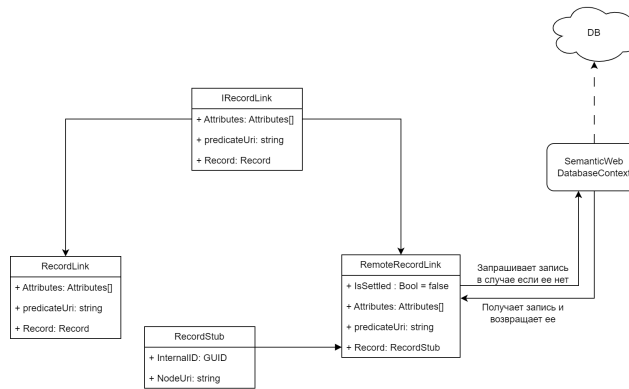 DB
IRecordLink
+ Attributes: Attributes[]
+ predicateUri: string
+ Record: Record
SemanticWeb
DatabaseContext
RecordLink
+ Attributes: Attributes[]
+ predicateUri: string
+ Record: Record
RemoteRecordLink
+ IsSettled : Bool = false
+ Attributes: Attributes[]
+ predicateUri: string
+ Record: RecordStub
Запрашивает запись
в случае если ее нет
Получает запись и
возвращает ее
RecordStub
+ InternalID: GUID
+ NodeUri: string